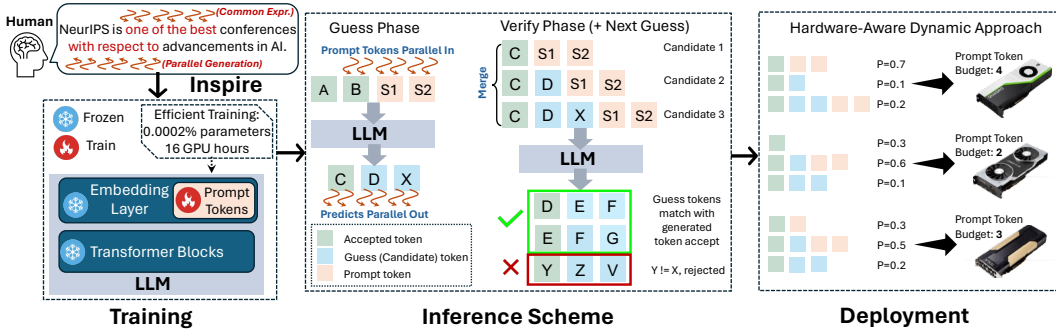 Human
(Common Expr.)
NeurIPS is one of the best conferences
with respect to advancements in AI.
(Parallel Generation)
Inspire
Frozen
Train
Efficient Training:
0.0002% parameters
16 GPU hours
Embedding
Layer
Prompt
Tokens
Transformer Blocks
LLM
Training
Guess Phase
Prompt Tokens Parallel In
A B S1 S2
LLM
C D X
Predicts Parallel Out
Accepted token
Guess (Candidate) token
Prompt token
Verify Phase (+ Next Guess)
Merge
C S1 S2 Candidate 1
C D S1 S2 Candidate 2
C D X S1 S2 Candidate 3
LLM
D E F
E F G
Guess tokens
match with
generated
token accept
Y Z V
Y != X, rejected
Inference Scheme
Hardware-Aware Dynamic Approach
P=0.7
P=0.1
P=0.2
Prompt Token
Budget: 4
P=0.3
P=0.6
P=0.1
Prompt Token
Budget: 2
P=0.3
P=0.5
P=0.2
Prompt Token
Budget: 3
Deployment